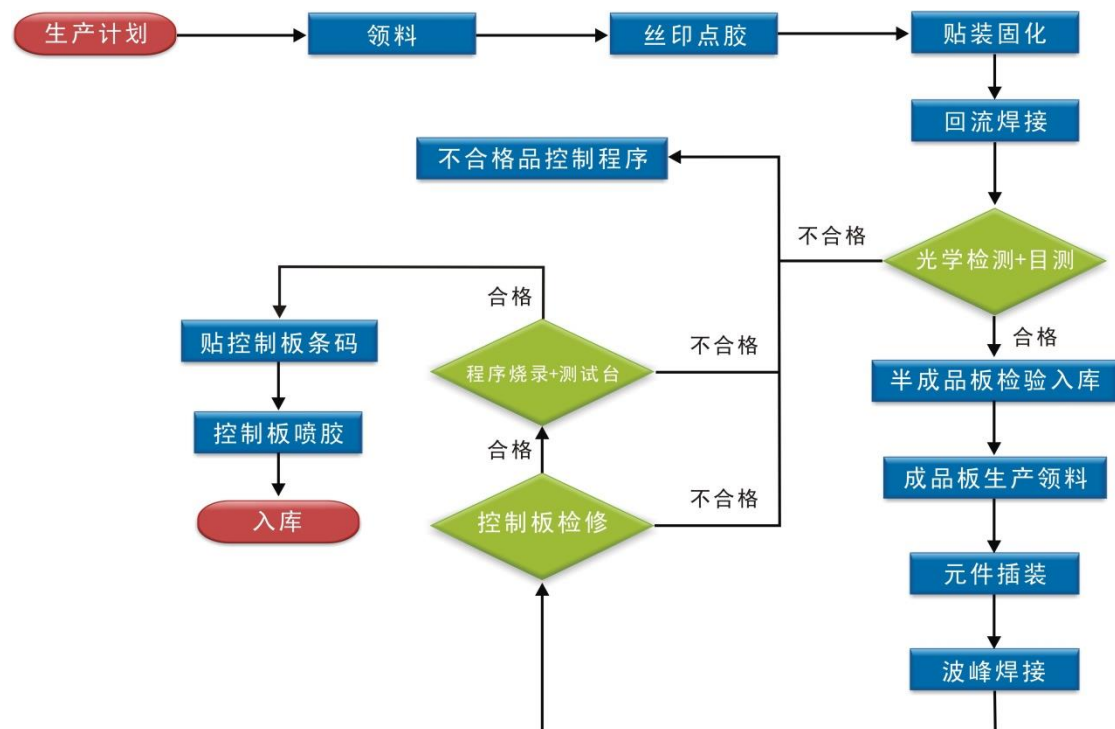 生产计划
领料
丝印点胶
贴装固化
回流焊接
不合格品控制程序
不合格
光学检测+目测
合格
合格
贴控制板条码
程序烧录+测试台
不合格
半成品板检验入库
控制板喷胶
合格
成品板生产领料
入库
控制板检修
不合格
元件插装
波峰焊接